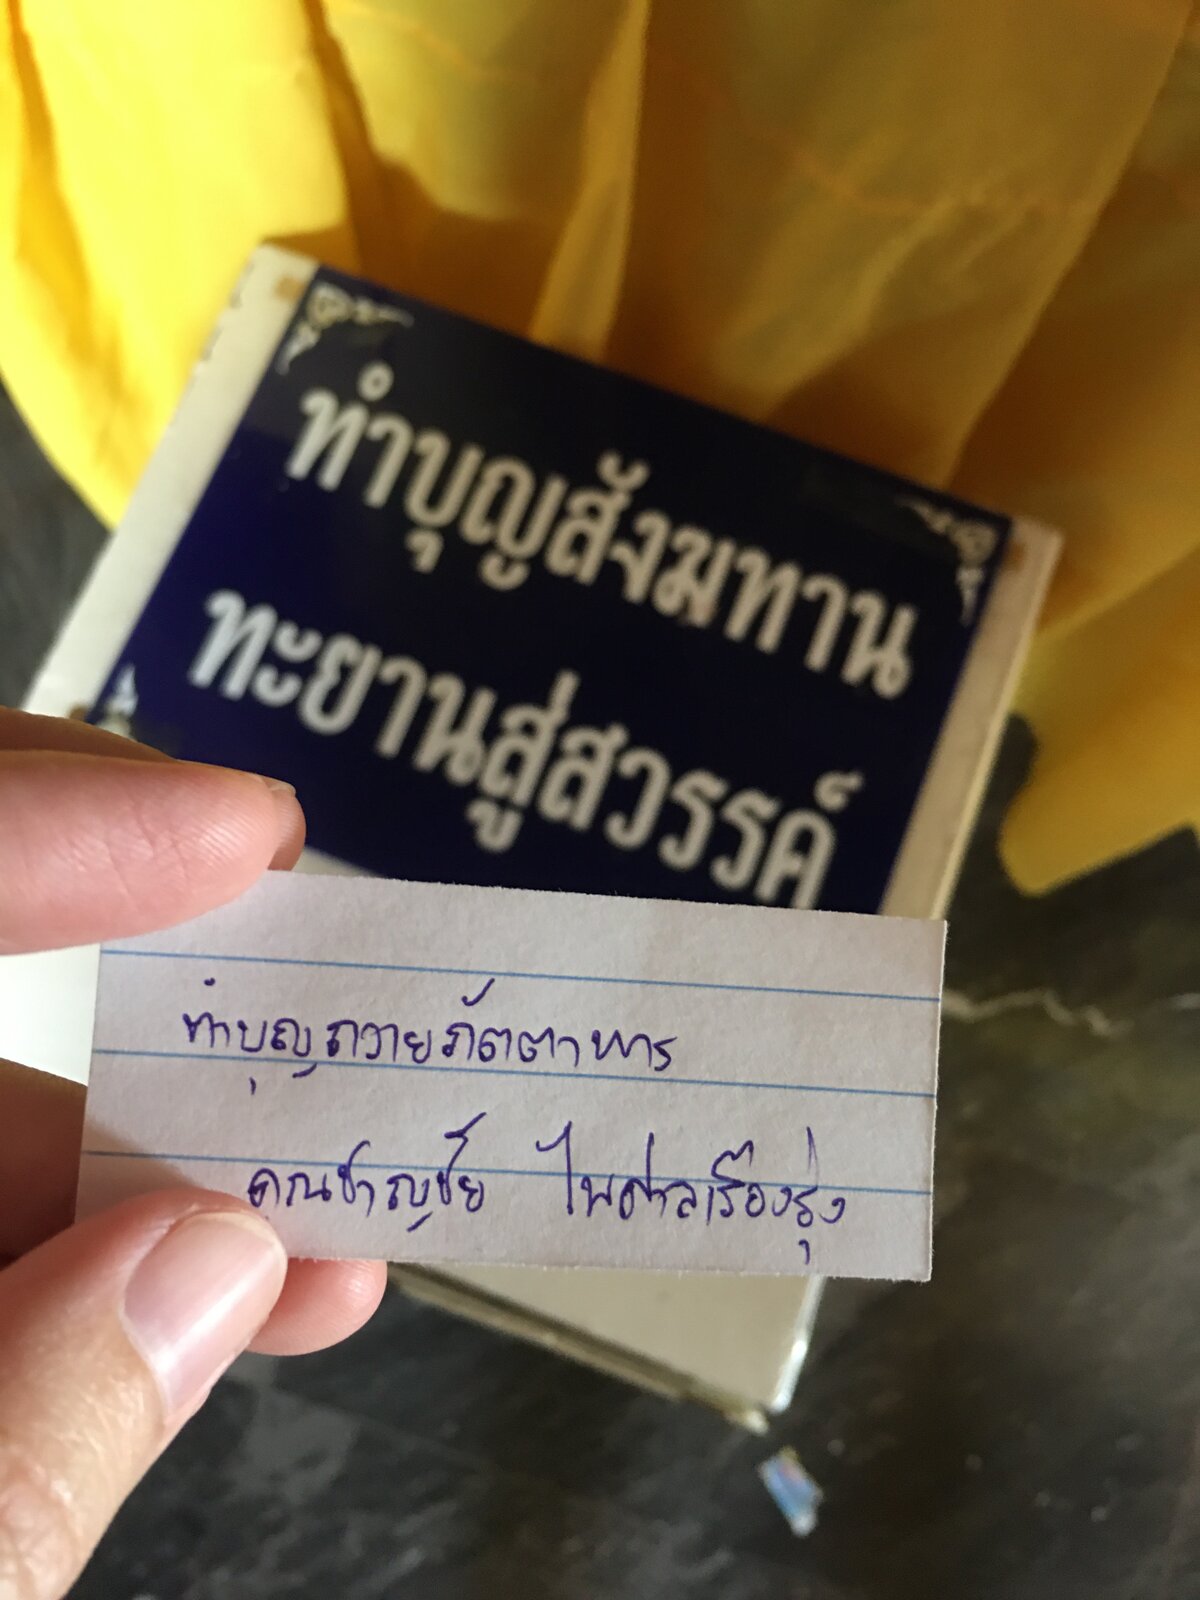 ทำบุญสังฆทาน
ทะยานสู่สวรรค์
ทำบุญถวายภัตตาหาร
คุณชาญชัย ไพศาลเรืองรุ่ง